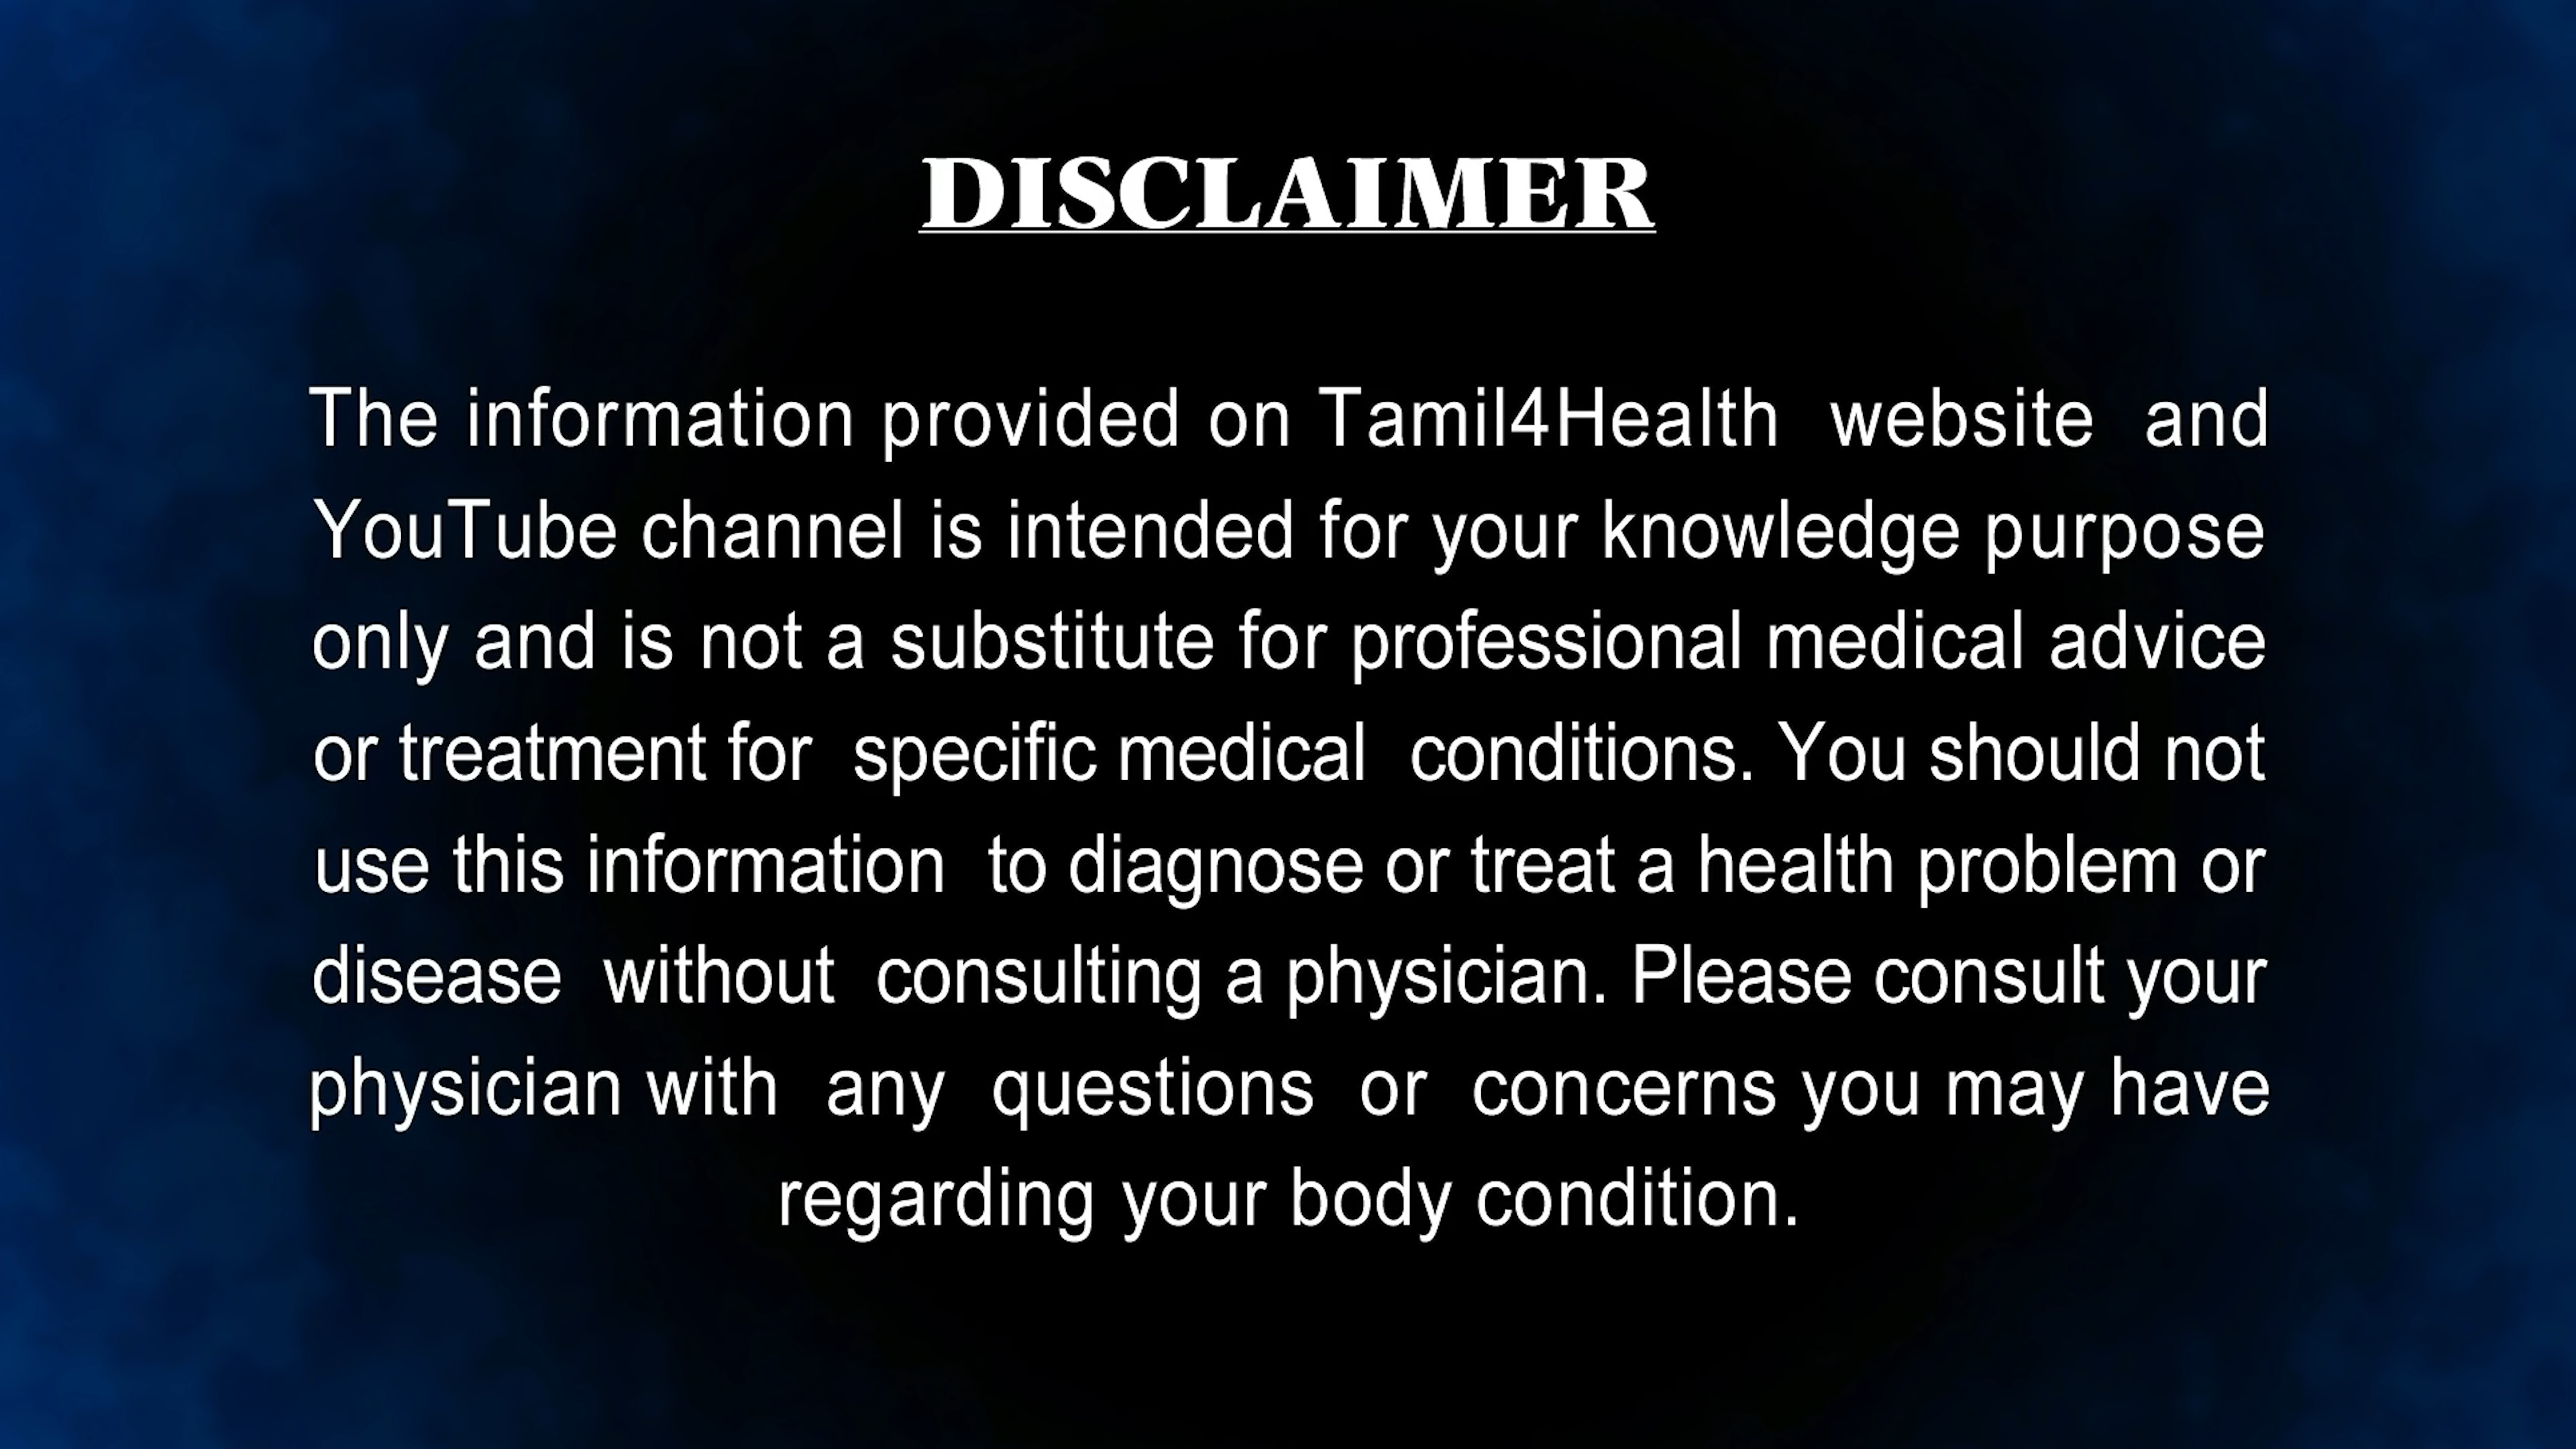 DISCLAIMER
The information provided on Tamil4Health website and
YouTube channel is intended for your knowledge purpose
only and is not a substitute for professional medical advice
or treatment for specific medical conditions. You should not
use this information to diagnose or treat a health problem or
disease without consulting a physician. Please consult your
physician with any questions or concerns you may have
regarding your body condition.